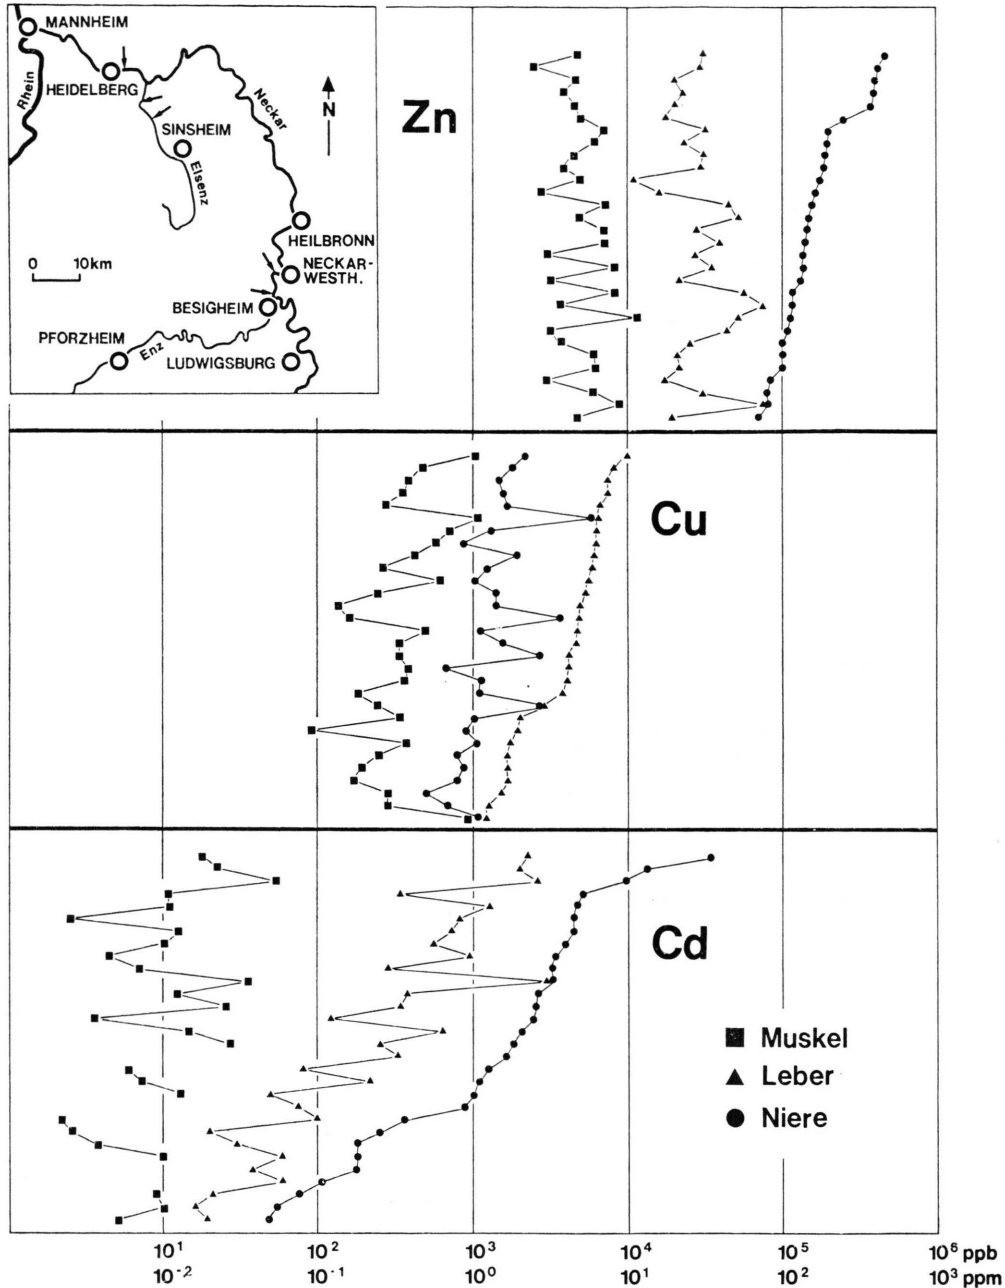 MANNHEIM
HEIDELBERG
Rhein
Neckar
N
SINSHEIM
Elsenz
HEILBRONN
0 10km
NECKAR-
WESTH.
BESIGHEIM
PFORZHEIM
Enz
LUDWIGSBURG
Zn
Cu
Cd
Muskel
Leber
Niere
10¹ 10² 10³ 10⁴ 10⁵ 10⁶ ppb
10⁻² 10⁻¹ 10⁰ 10¹ 10² 10³ ppm